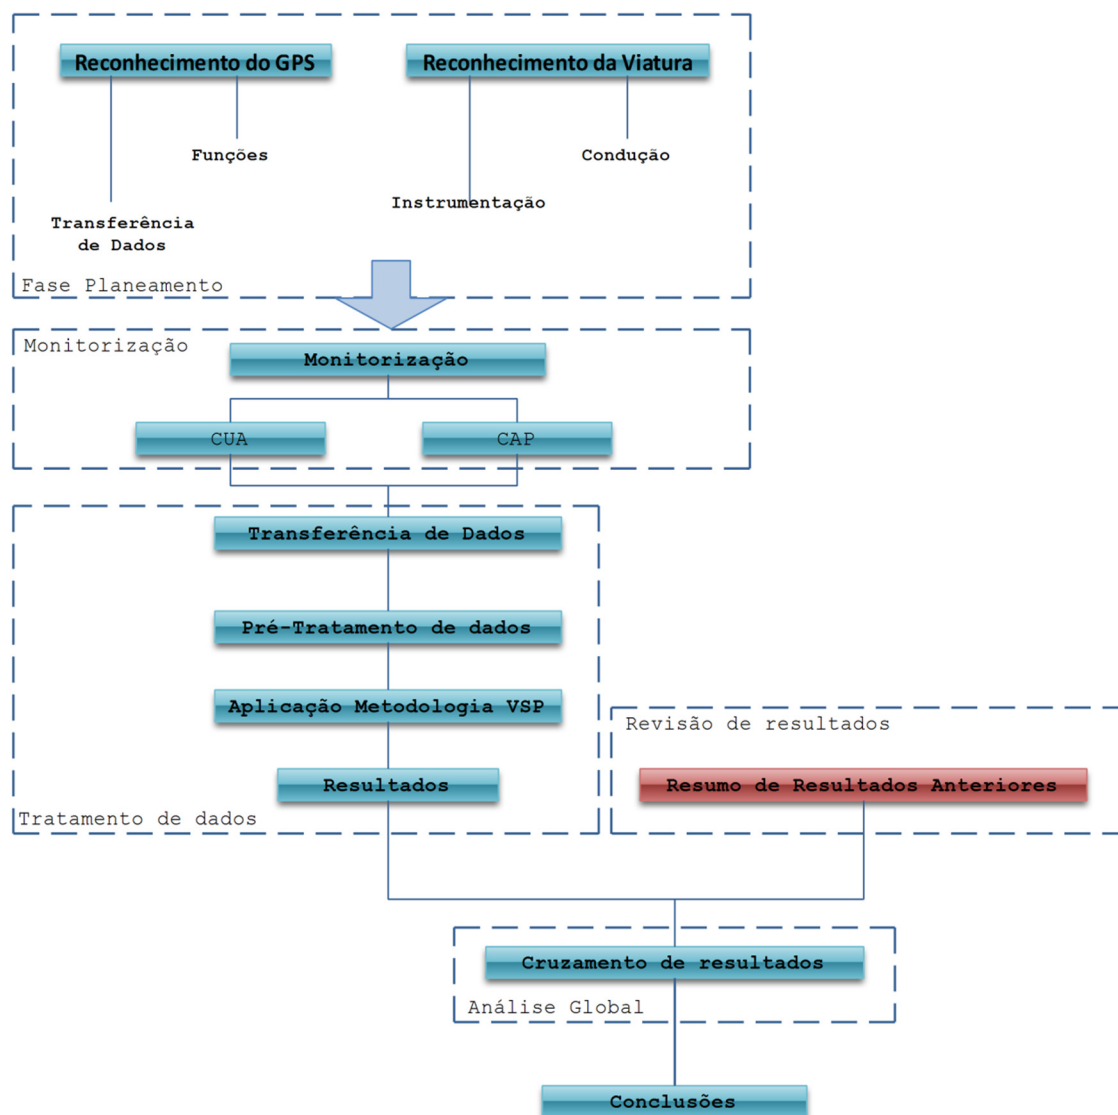 Reconhecimento do GPS
Reconhecimento da Viatura
Funções
Condução
Instrumentação
Transferência
de Dados
Fase Planeamento
Monitorização
Monitorização
CUA
CAP
Transferência de Dados
Pré-Tratamento de dados
Aplicação Metodologia VSP
Revisão de resultados
Resultados
Resumo de Resultados Anteriores
Tratamento de dados
Cruzamento de resultados
Análise Global
Conclusões